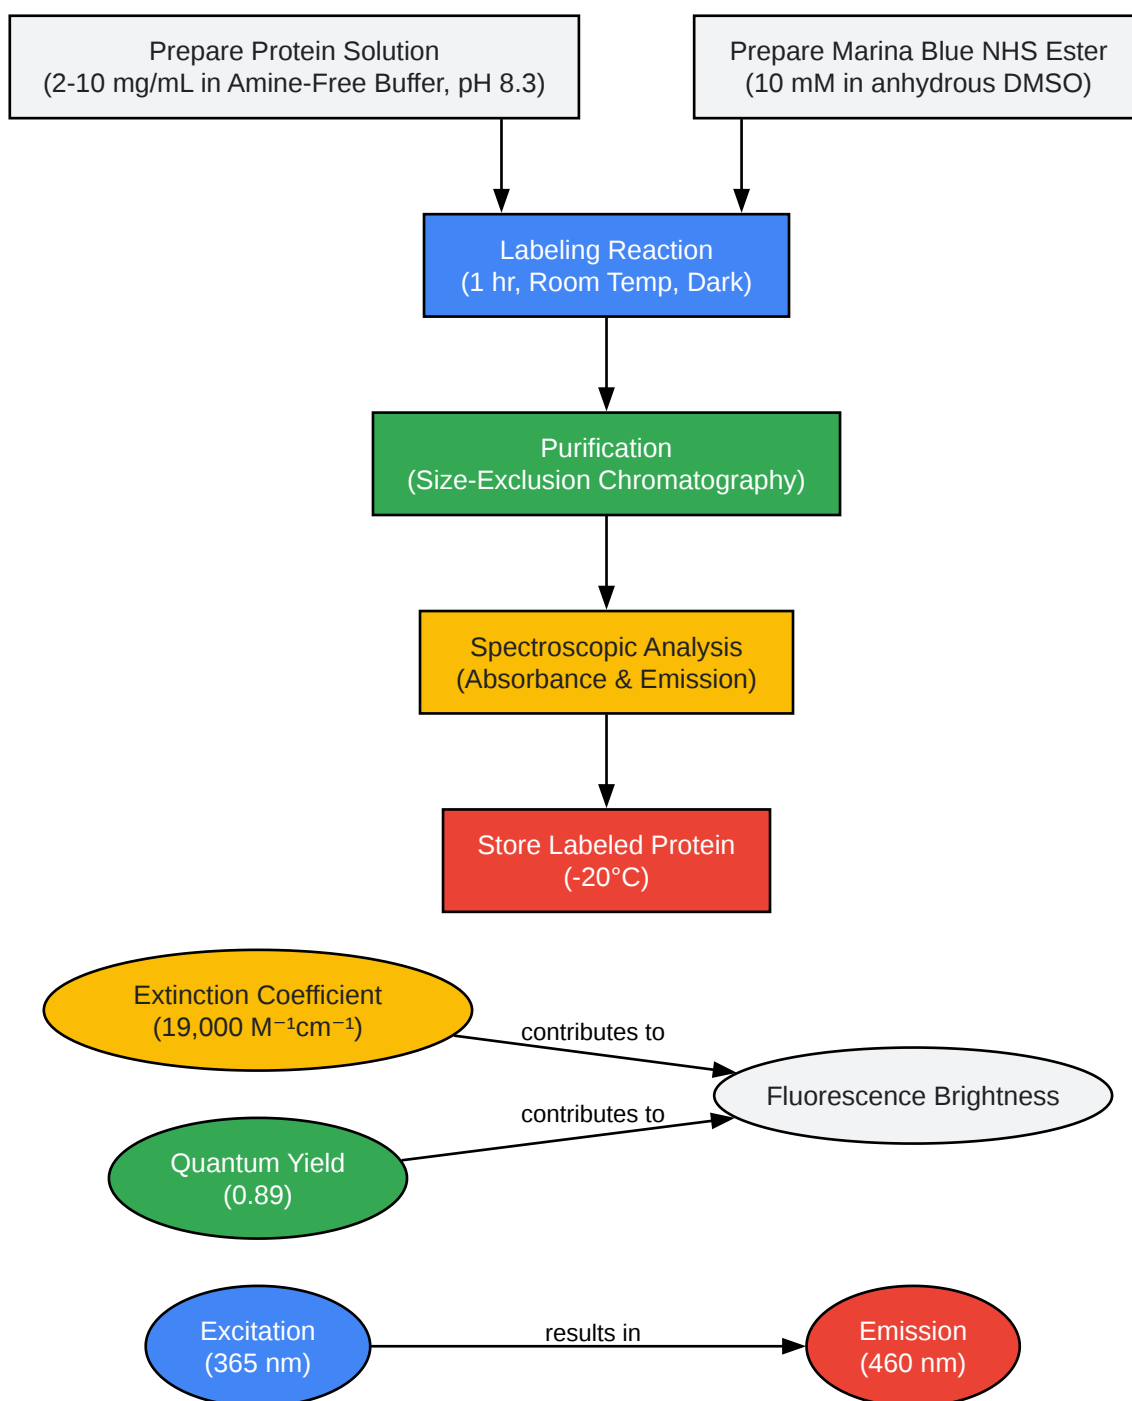 Prepare Protein Solution
(2-10 mg/mL in Amine-Free Buffer, pH 8.3)
Prepare Marina Blue NHS Ester
(10 mM in anhydrous DMSO)
Labeling Reaction
(1 hr, Room Temp, Dark)
Purification
(Size-Exclusion Chromatography)
Spectroscopic Analysis
(Absorbance & Emission)
Store Labeled Protein
(-20°C)
Extinction Coefficient
(19,000 M⁻¹cm⁻¹)
contributes to
Fluorescence Brightness
contributes to
Quantum Yield
(0.89)
Excitation
(365 nm)
results in
Emission
(460 nm)